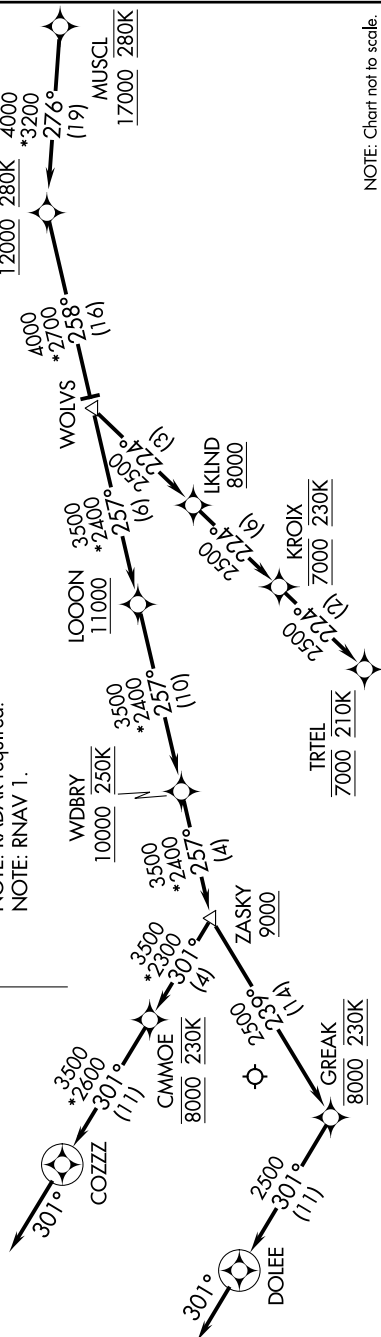 NOTE: RNAV 1.
4000
*3200
276°
(19)
MUSCL
17000 280K
12000 280K
4000
*2700
258°
(16)
WOLVS
3500
*2400
257°
(6)
2500
224°
(3)
LKLND
8000
2500
224°
(6)
KROIX
7000 230K
2500
224°
(2)
TRTEL
7000 210K
LOOON
11000
3500
*2400
257°
(10)
WDBRY
10000 250K
3500
*2400
257°
(4)
ZASKY
9000
3500
*2300
301°
(4)
CMMOE
8000 230K
3500
*2600
301°
(11)
COZZZ
301°
2500
239°
(14)
GREAK
8000 230K
2500
301°
(11)
DOLEE
301°
NOTE: Chart not to scale.